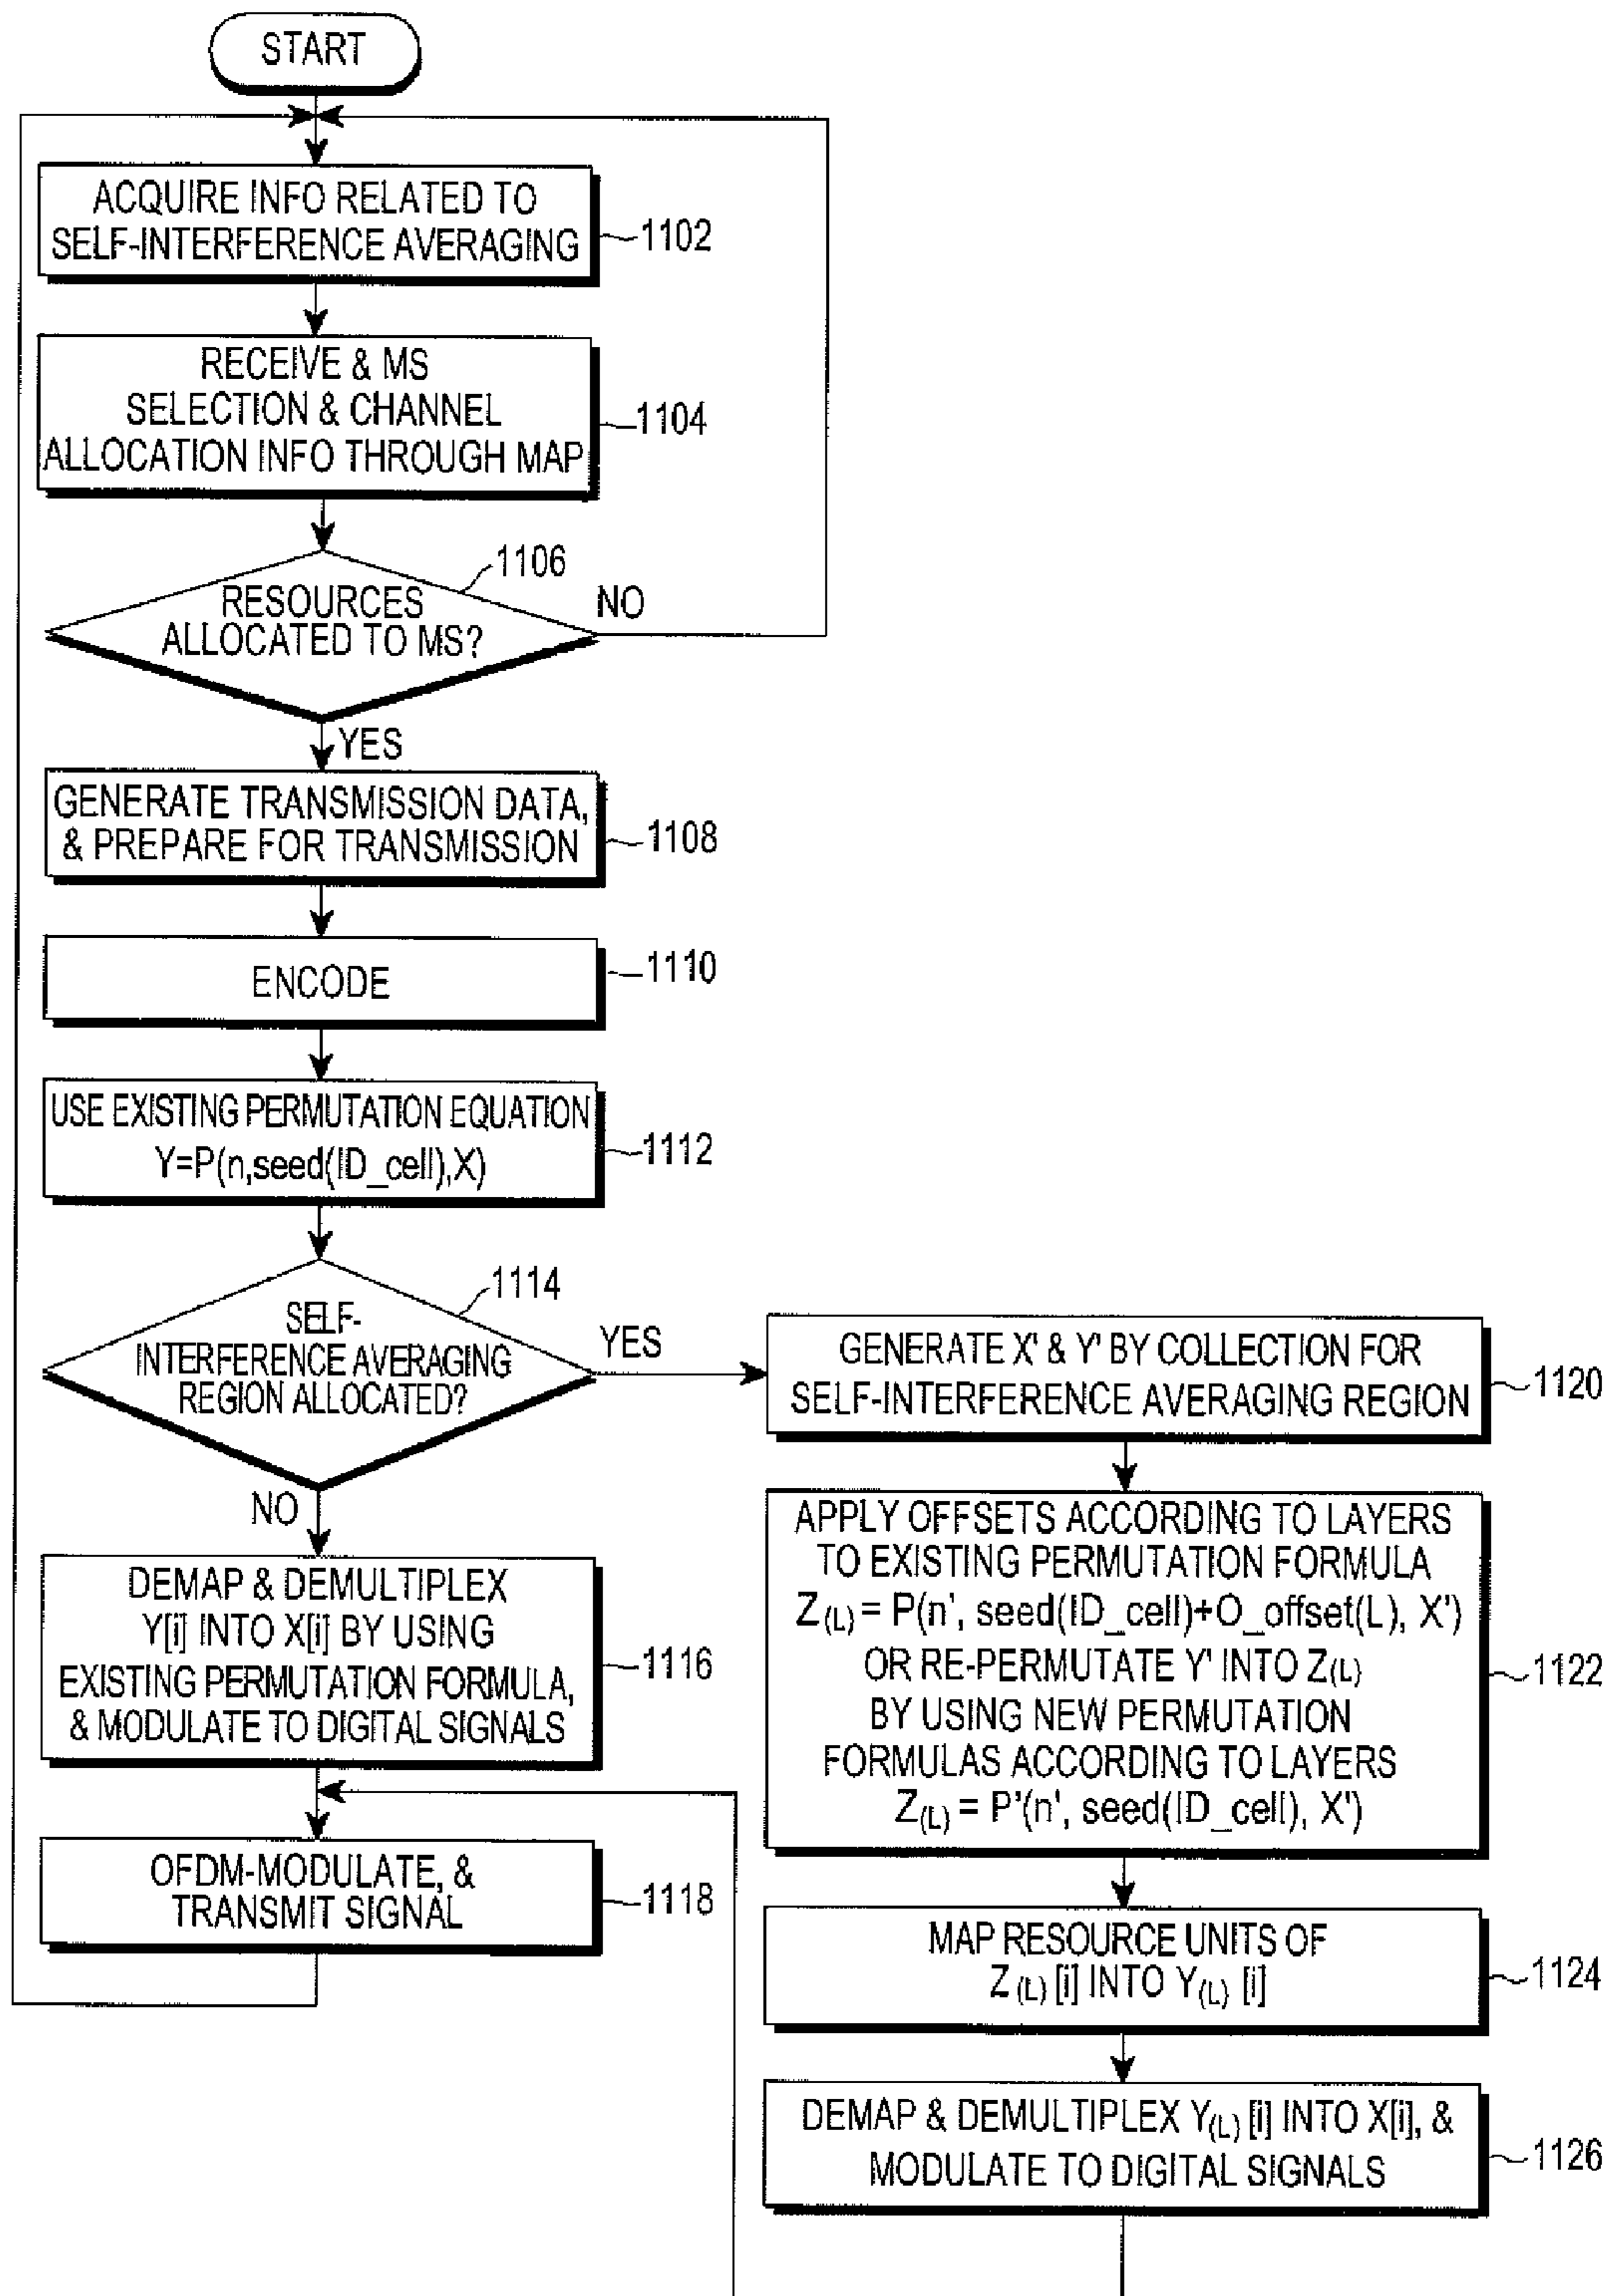 START
ACQUIRE INFO RELATED TO
SELF-INTERFERENCE AVERAGING
1102
RECEIVE & MS
SELECTION & CHANNEL
ALLOCATION INFO THROUGH MAP
1104
1106
RESOURCES
ALLOCATED TO MS?
NO
YES
GENERATE TRANSMISSION DATA,
& PREPARE FOR TRANSMISSION
1108
ENCODE
1110
USE EXISTING PERMUTATION EQUATION
Y=P(n,seed(ID_cell),X)
1112
1114
SELF-
INTERFERENCE AVERAGING
REGION ALLOCATED?
YES
NO
DEMAP & DEMULTIPLEX
Y[i] INTO X[i] BY USING
EXISTING PERMUTATION FORMULA,
& MODULATE TO DIGITAL SIGNALS
1116
OFDM-MODULATE, &
TRANSMIT SIGNAL
1118
GENERATE X' & Y' BY COLLECTION FOR
SELF-INTERFERENCE AVERAGING REGION
1120
APPLY OFFSETS ACCORDING TO LAYERS
TO EXISTING PERMUTATION FORMULA
Z(L) = P(n', seed(ID_cell)+O_offset(L), X')
OR RE-PERMUTATE Y' INTO Z(L)
BY USING NEW PERMUTATION
FORMULAS ACCORDING TO LAYERS
Z(L) = P'(n', seed(ID_cell), X')
1122
MAP RESOURCE UNITS OF
Z(L) [i] INTO Y(L) [i]
1124
DEMAP & DEMULTIPLEX Y(L) [i] INTO X[i], &
MODULATE TO DIGITAL SIGNALS
1126